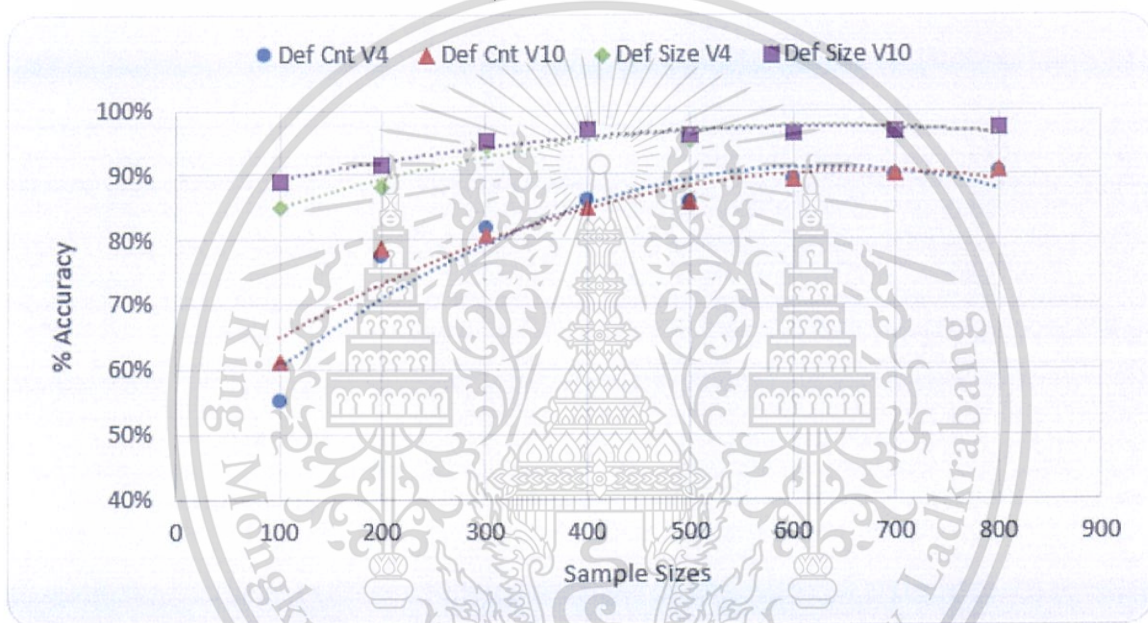 Def Cnt V4 Def Cnt V10 Def Size V4 Def Size V10
100%
90%
80%
70%
60%
50%
40%
% Accuracy
0 100 200 300 400 500 600 700 800 900
Sample Sizes
King Mongk
adkrabang